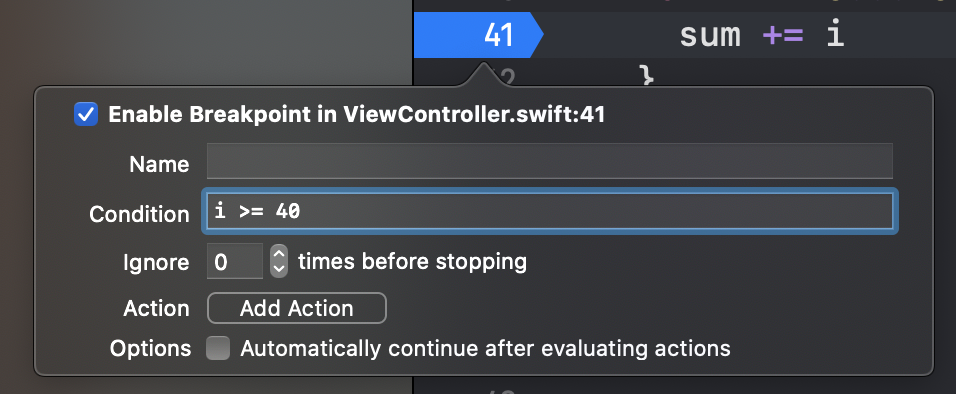 41 sum += i
42 }
Enable Breakpoint in ViewController.swift:41
Name
Condition i >= 40
Ignore 0 times before stopping
Action Add Action
Options Automatically continue after evaluating actions